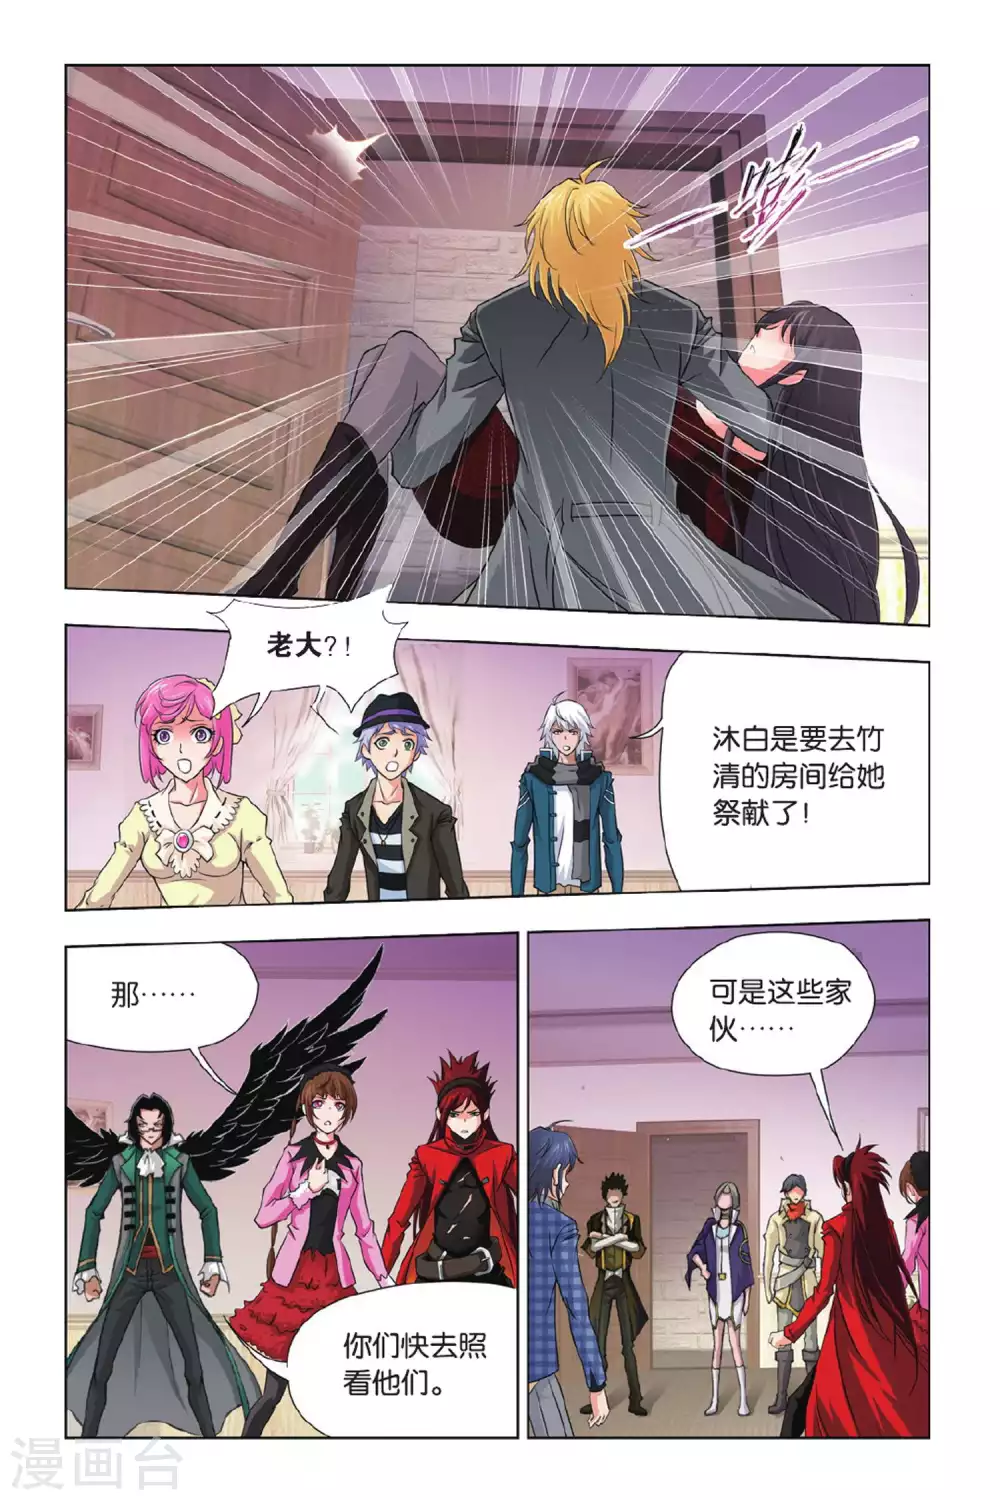 嘭
老大?!
沐白是要去竹
清的房间给她
祭献了!
那……
你们快去照
看他们。
可是这些家
伙……
漫画台